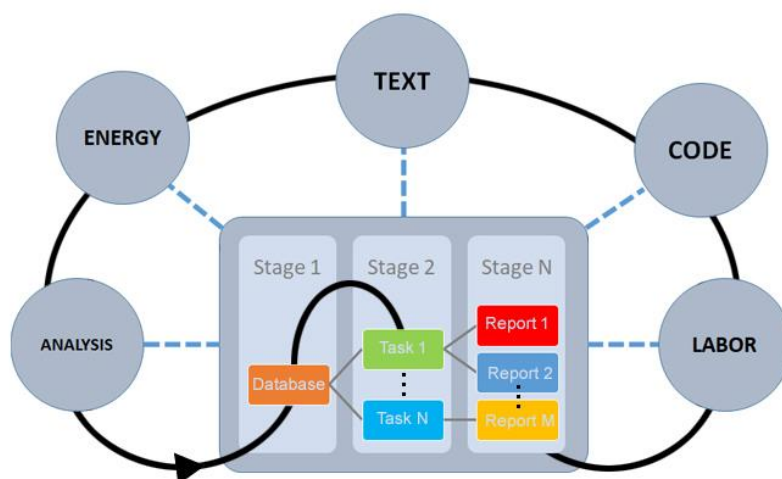 TEXT
ENERGY
CODE
ANALYSIS
LABOR
Stage 1
Stage 2
Stage N
Database
Task 1
Task N
Report 1
Report 2
Report M